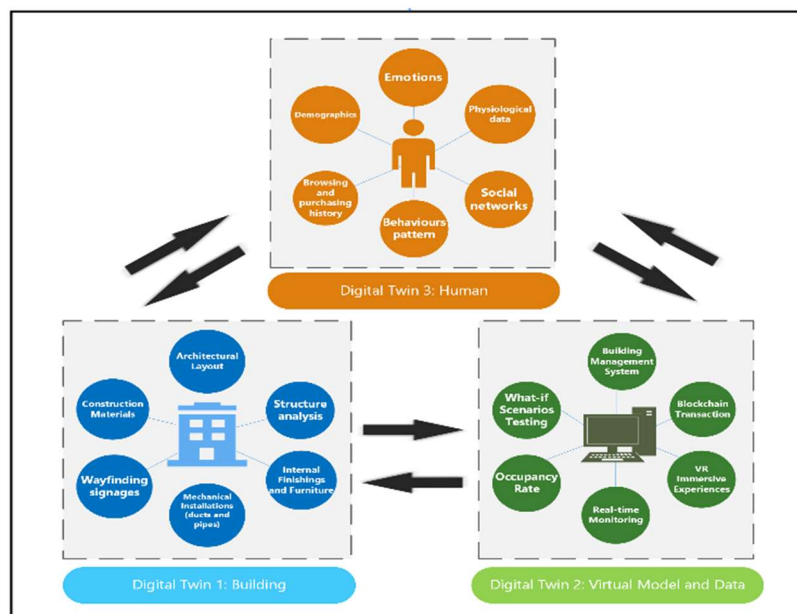 Emotions
Demographics
Physiological
data
Browsing
and
purchasing
history
Social
networks
Behaviours
pattern
Digital Twin 3: Human
Architectural
Layout
Construction
Materials
Structure
analysis
Wayfinding
signages
Internal
Finishings
and Furniture
Mechanical
Installations
(ducts and
pipes)
Digital Twin 1: Building
Building
Management
System
What-if
Scenarios
Testing
Blockchain
Transaction
Occupancy
Rate
VR
Immersive
Experiences
Real-time
Monitoring
Digital Twin 2: Virtual Model and Data